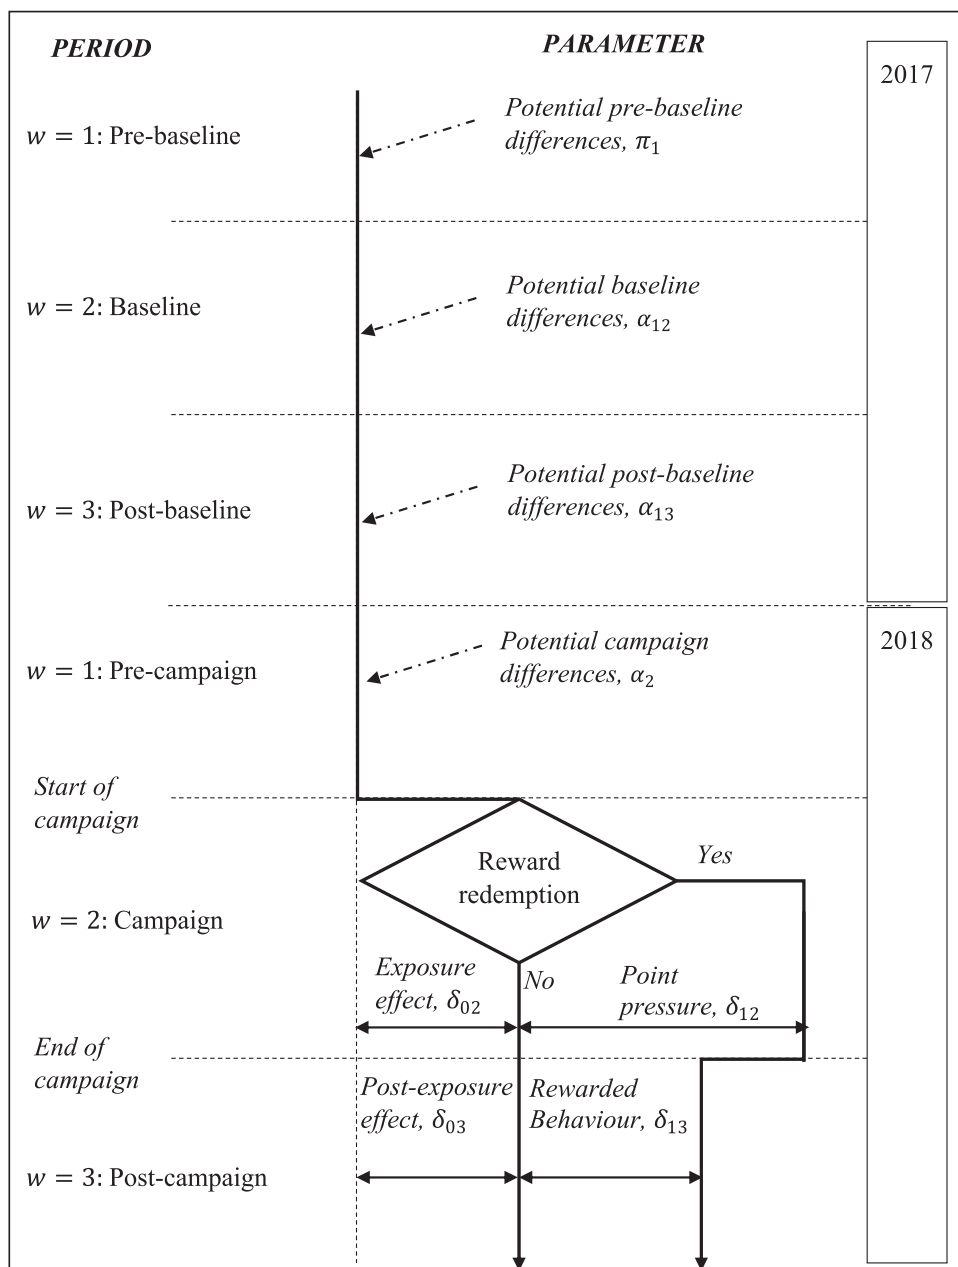 PERIOD
PARAMETER
2017
w = 1: Pre-baseline
Potential pre-baseline
differences, π₁
w = 2: Baseline
Potential baseline
differences, α₁₂
w = 3: Post-baseline
Potential post-baseline
differences, α₁₃
2018
w = 1: Pre-campaign
Potential campaign
differences, α₂
Start of
campaign
Reward
redemption
Yes
w = 2: Campaign
Exposure
effect, δ₀₂
No
Point
pressure, δ₁₂
End of
campaign
Post-exposure
effect, δ₀₃
Rewarded
Behaviour, δ₁₃
w = 3: Post-campaign